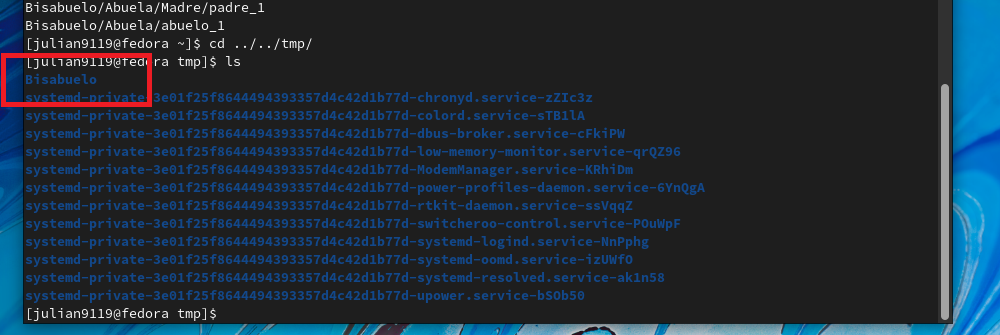 Bisabuelo/Abuela/Madre/padre_1
Bisabuelo/Abuela/abuelo_1
[julian9119@fedora ~]$ cd ../../tmp/
[julian9119@fedora tmp]$ ls
Bisabuelo
systemd-private-3e01f25f8644494393357d4c42d1b77d-chronyd.service-zZIc3z
systemd-private-3e01f25f8644494393357d4c42d1b77d-colord.service-sTB1lA
systemd-private-3e01f25f8644494393357d4c42d1b77d-dbus-broker.service-cFkiPW
systemd-private-3e01f25f8644494393357d4c42d1b77d-low-memory-monitor.service-qrQZ96
systemd-private-3e01f25f8644494393357d4c42d1b77d-ModemManager.service-KRhiDm
systemd-private-3e01f25f8644494393357d4c42d1b77d-power-profiles-daemon.service-6YnQgA
systemd-private-3e01f25f8644494393357d4c42d1b77d-rtkit-daemon.service-ssVqqZ
systemd-private-3e01f25f8644494393357d4c42d1b77d-switcheroo-control.service-POuWpF
systemd-private-3e01f25f8644494393357d4c42d1b77d-systemd-logind.service-NnPphg
systemd-private-3e01f25f8644494393357d4c42d1b77d-systemd-oomd.service-izUWfO
systemd-private-3e01f25f8644494393357d4c42d1b77d-systemd-resolved.service-ak1n58
systemd-private-3e01f25f8644494393357d4c42d1b77d-upower.service-bSOb50
[julian9119@fedora tmp]$